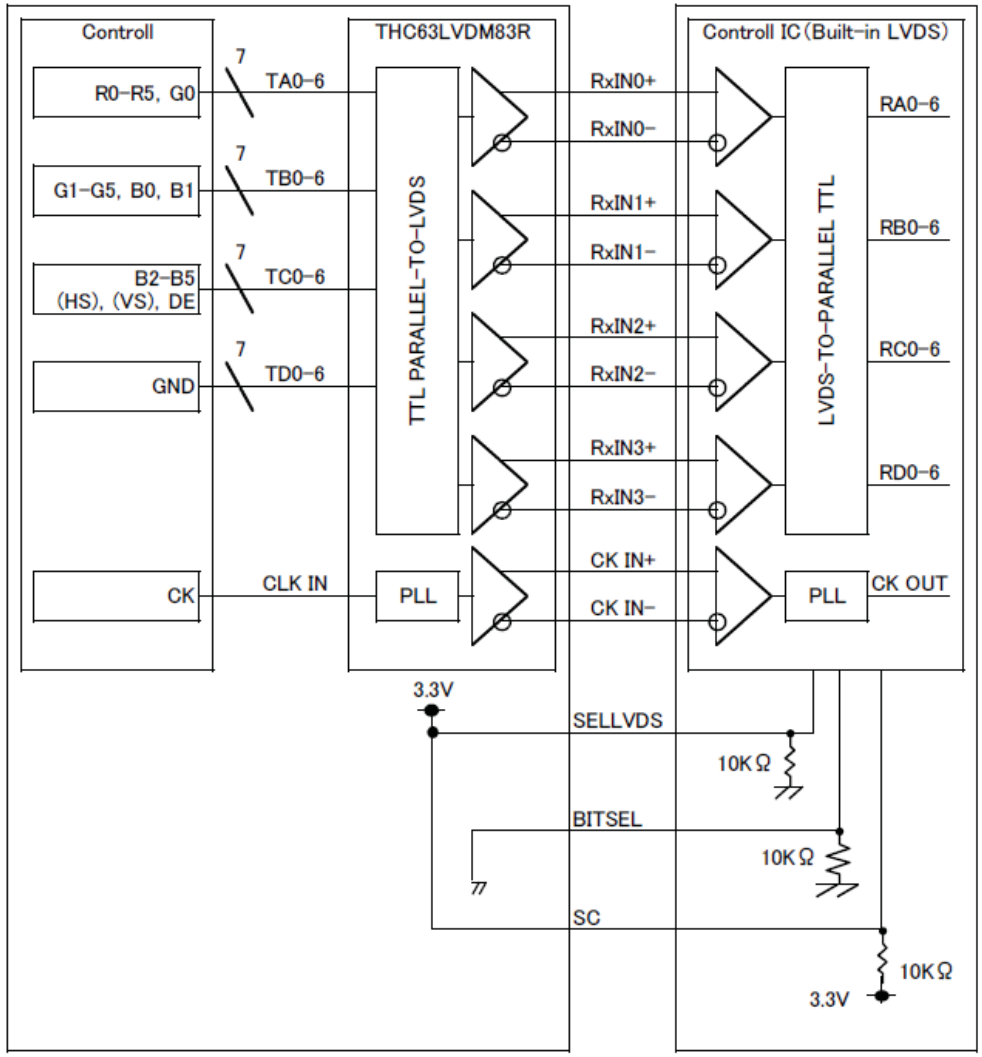 Controll
THC63LVDM83R
Controll IC(Built-in LVDS)
R0-R5, G0
7
TA0-6
G1-G5, B0, B1
7
TB0-6
B2-B5
(HS), (VS), DE
7
TC0-6
GND
7
TD0-6
CK
CLK IN
TTL PARALLEL-TO-LVDS
PLL
RxIN0+
RxIN0-
RxIN1+
RxIN1-
RxIN2+
RxIN2-
RxIN3+
RxIN3-
CK IN+
CK IN-
LVDS-TO-PARALLEL TTL
PLL
RA0-6
RB0-6
RC0-6
RD0-6
CK OUT
3.3V
SELLVDS
10KΩ
BITSEL
10KΩ
SC
10KΩ
3.3V